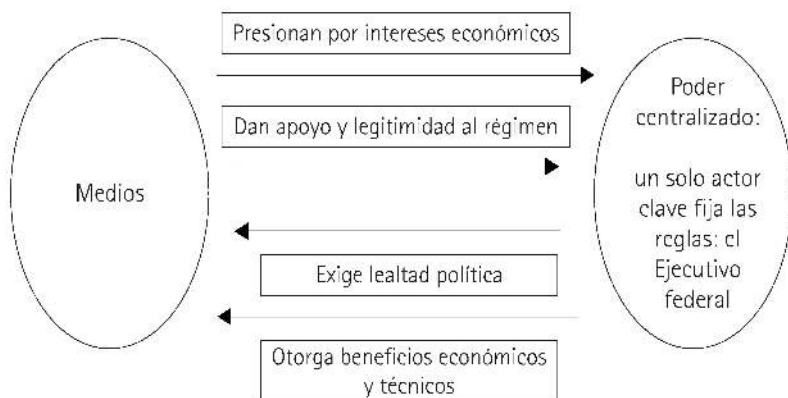 Presionan por intereses económicos
Dan apoyo y legitimidad al régimen
Medios
Exige lealtad política
Otorga beneficios económicos
y técnicos
Poder
centralizado:
un solo actor
clave fija las
reglas: el
Ejecutivo
federal